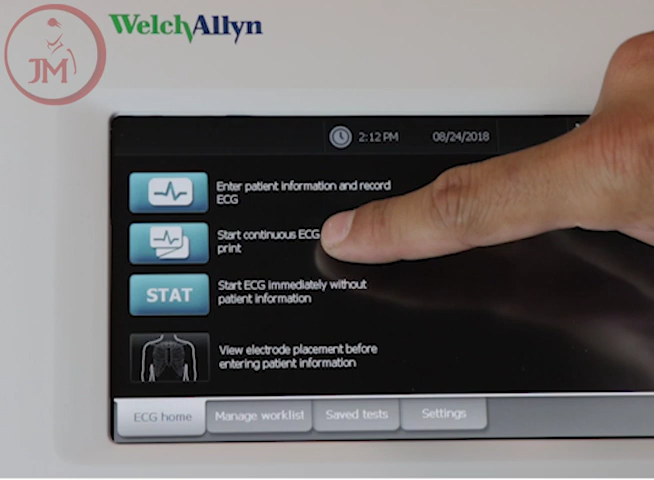 JM
WelchAllyn
2:12 PM
08/24/2018
Enter patient information and record
ECG
Start continuous ECG
print
STAT
Start ECG immediately without
patient information
View electrode placement before
entering patient information
ECG home
Manage worklist
Saved tests
Settings